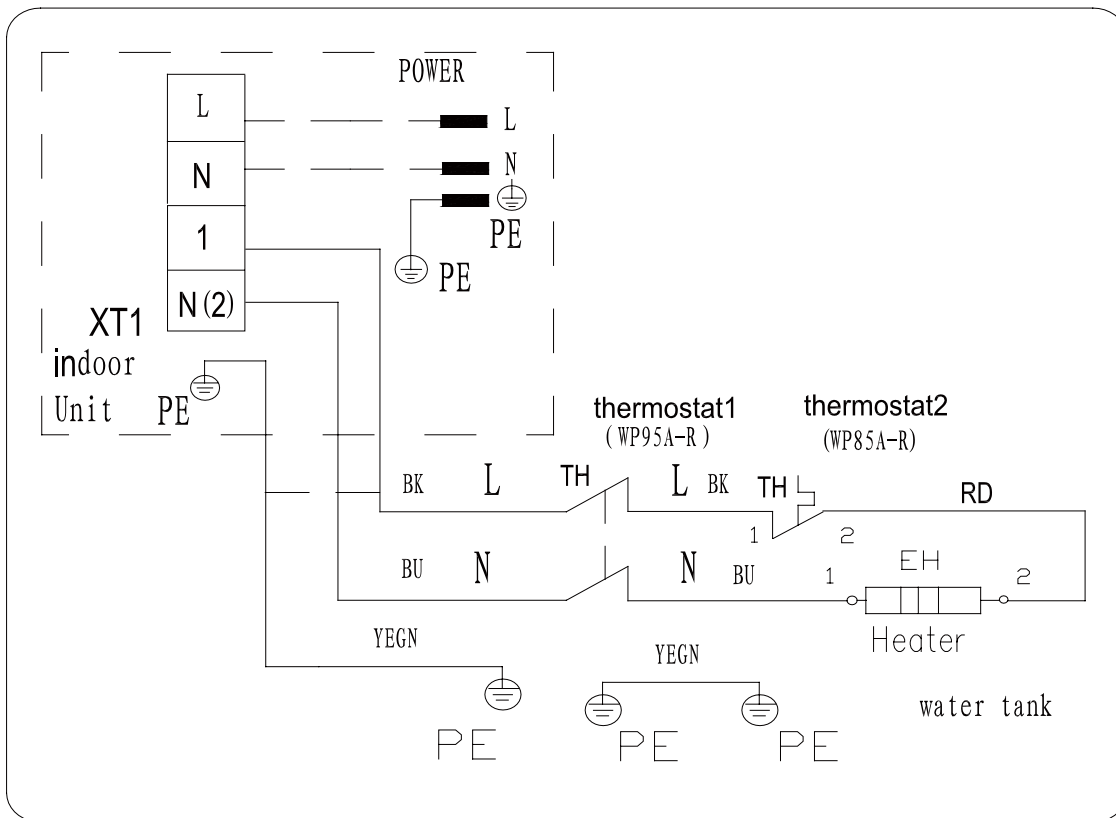 POWER
L
L
N
N
1
PE
PE
N(2)
XT1
indoor
Unit PE
thermostat1
(WP95A-R)
thermostat2
(WP85A-R)
BK L TH L BK TH RD
1 2
BU N N BU 1 EH 2
Heater
YEGN
YEGN
water tank
PE PE PE